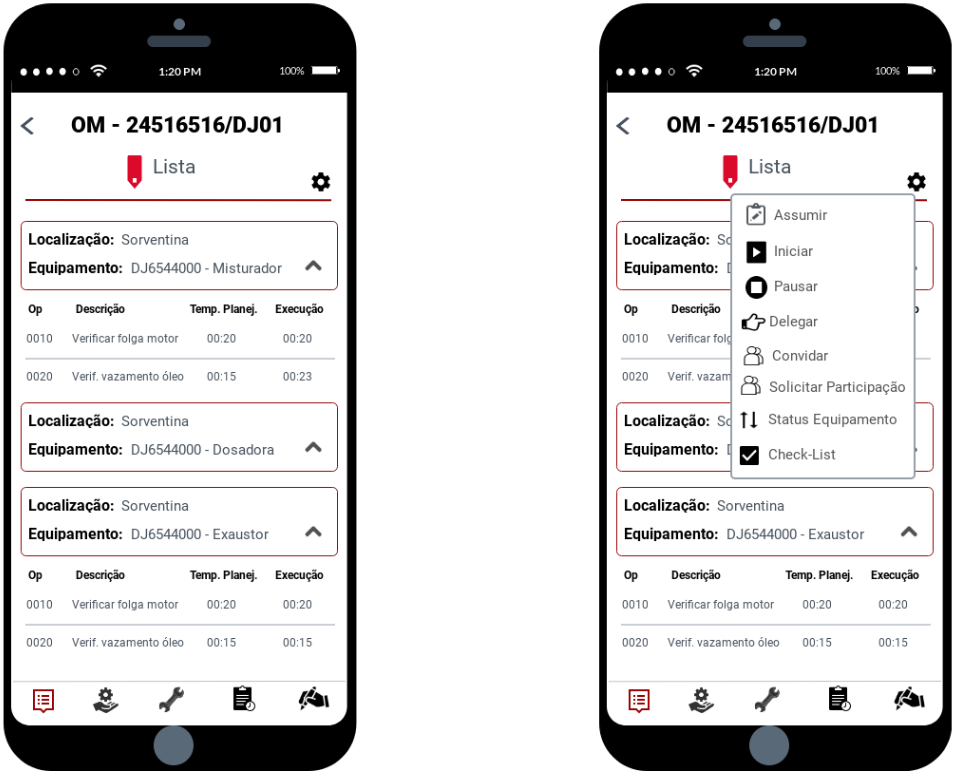 1:20 PM 100%
OM - 24516516/DJ01
Lista
Localização: Sorventina
Equipamento: DJ6544000 - Misturador
Op Descrição Temp. Planej. Execução
0010 Verificar folga motor 00:20 00:20
0020 Verif. vazamento óleo 00:15 00:23
Localização: Sorventina
Equipamento: DJ6544000 - Dosadora
Localização: Sorventina
Equipamento: DJ6544000 - Exaustor
Op Descrição Temp. Planej. Execução
0010 Verificar folga motor 00:20 00:20
0020 Verif. vazamento óleo 00:15 00:15
1:20 PM 100%
OM - 24516516/DJ01
Lista
Assumir
Iniciar
Pausar
Delegar
Convidar
Solicitar Participação
Status Equipamento
Check-List
Localização:
Equipamento:
Op Descrição
0010 Verificar
0020 Verif.
Localização:
Equipamento:
Localização: Sorventina
Equipamento: DJ6544000 - Exaustor
Op Descrição Temp. Planej. Execução
0010 Verificar folga motor 00:20 00:20
0020 Verif. vazamento óleo 00:15 00:15